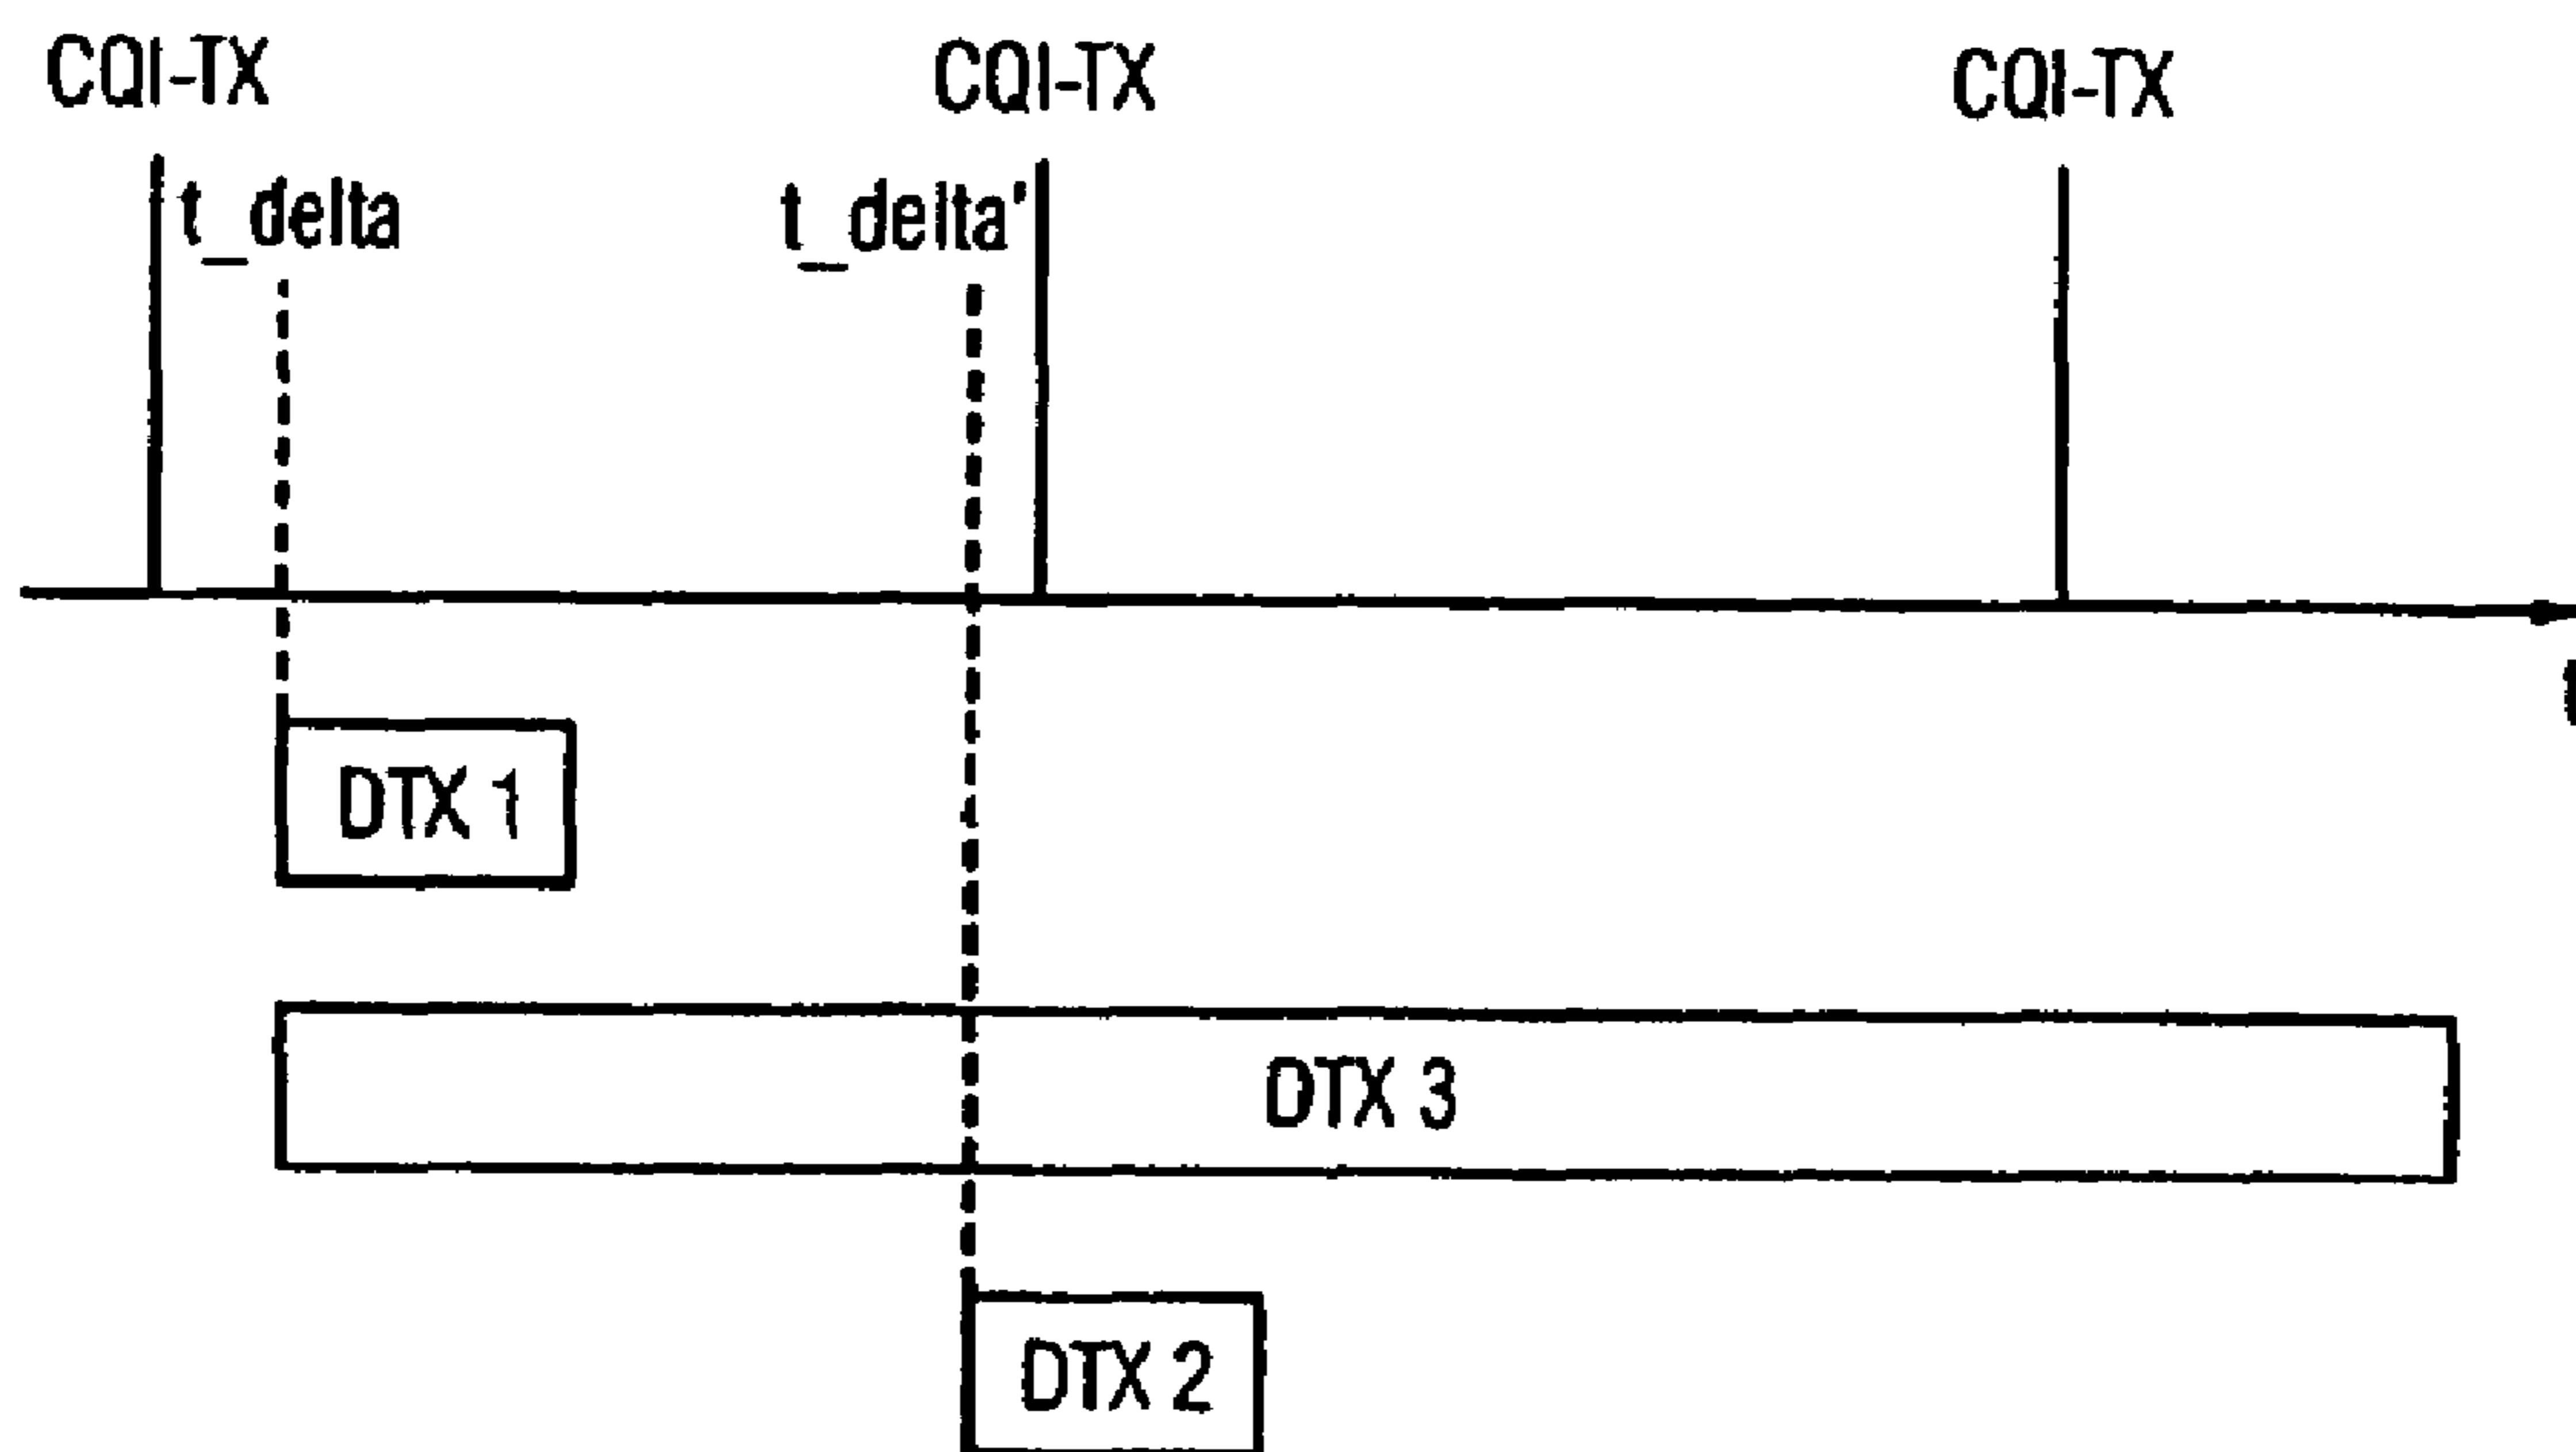 CQI-TX CQI-TX CQI-TX
t_delta t_delta'
t
DTX 1
DTX 3
DTX 2